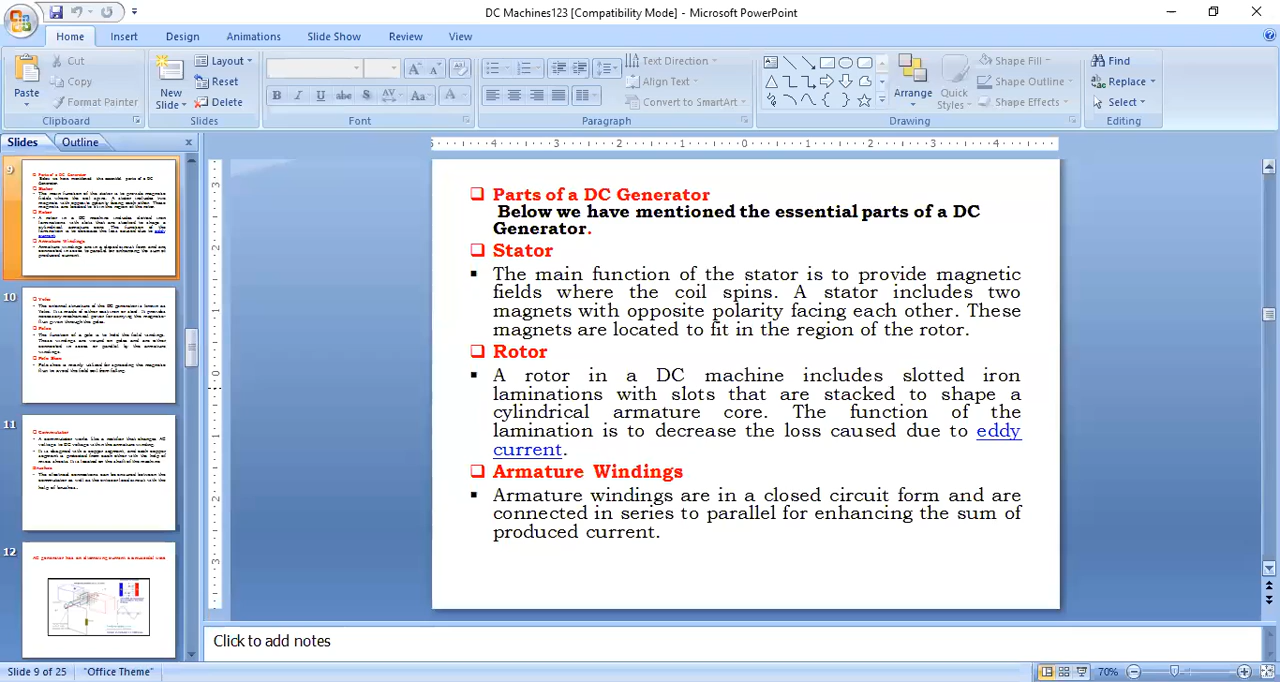 DC Machines123 [Compatibility Mode] - Microsoft PowerPoint
Home Insert Design Animations Slide Show Review View
Paste Cut Copy Format Painter
Clipboard
New Slide Layout Reset Delete
Slides
B I U abc S AV Aa A
Font
Text Direction Align Text Convert to SmartArt
Paragraph
Arrange Quick Styles Shape Fill Shape Outline Shape Effects
Drawing
Find Replace Select
Editing
Slides Outline
Parts of a DC Generator
Below we have mentioned the essential parts of a DC
Generator.
Stator
The main function of the stator is to provide magnetic
fields where the coil spins. A stator includes two
magnets with opposite polarity facing each other. These
magnets are located to fit in the region of the rotor.
Rotor
A rotor in a DC machine includes slotted iron
laminations with slots that are stacked to shape a
cylindrical armature core. The function of the
lamination is to decrease the loss caused due to eddy
current.
Armature Windings
Armature windings are in a closed circuit form and are
connected in series to parallel for enhancing the sum of
produced current.
9
10
11
12
Click to add notes
Slide 9 of 25 "Office Theme" 70%